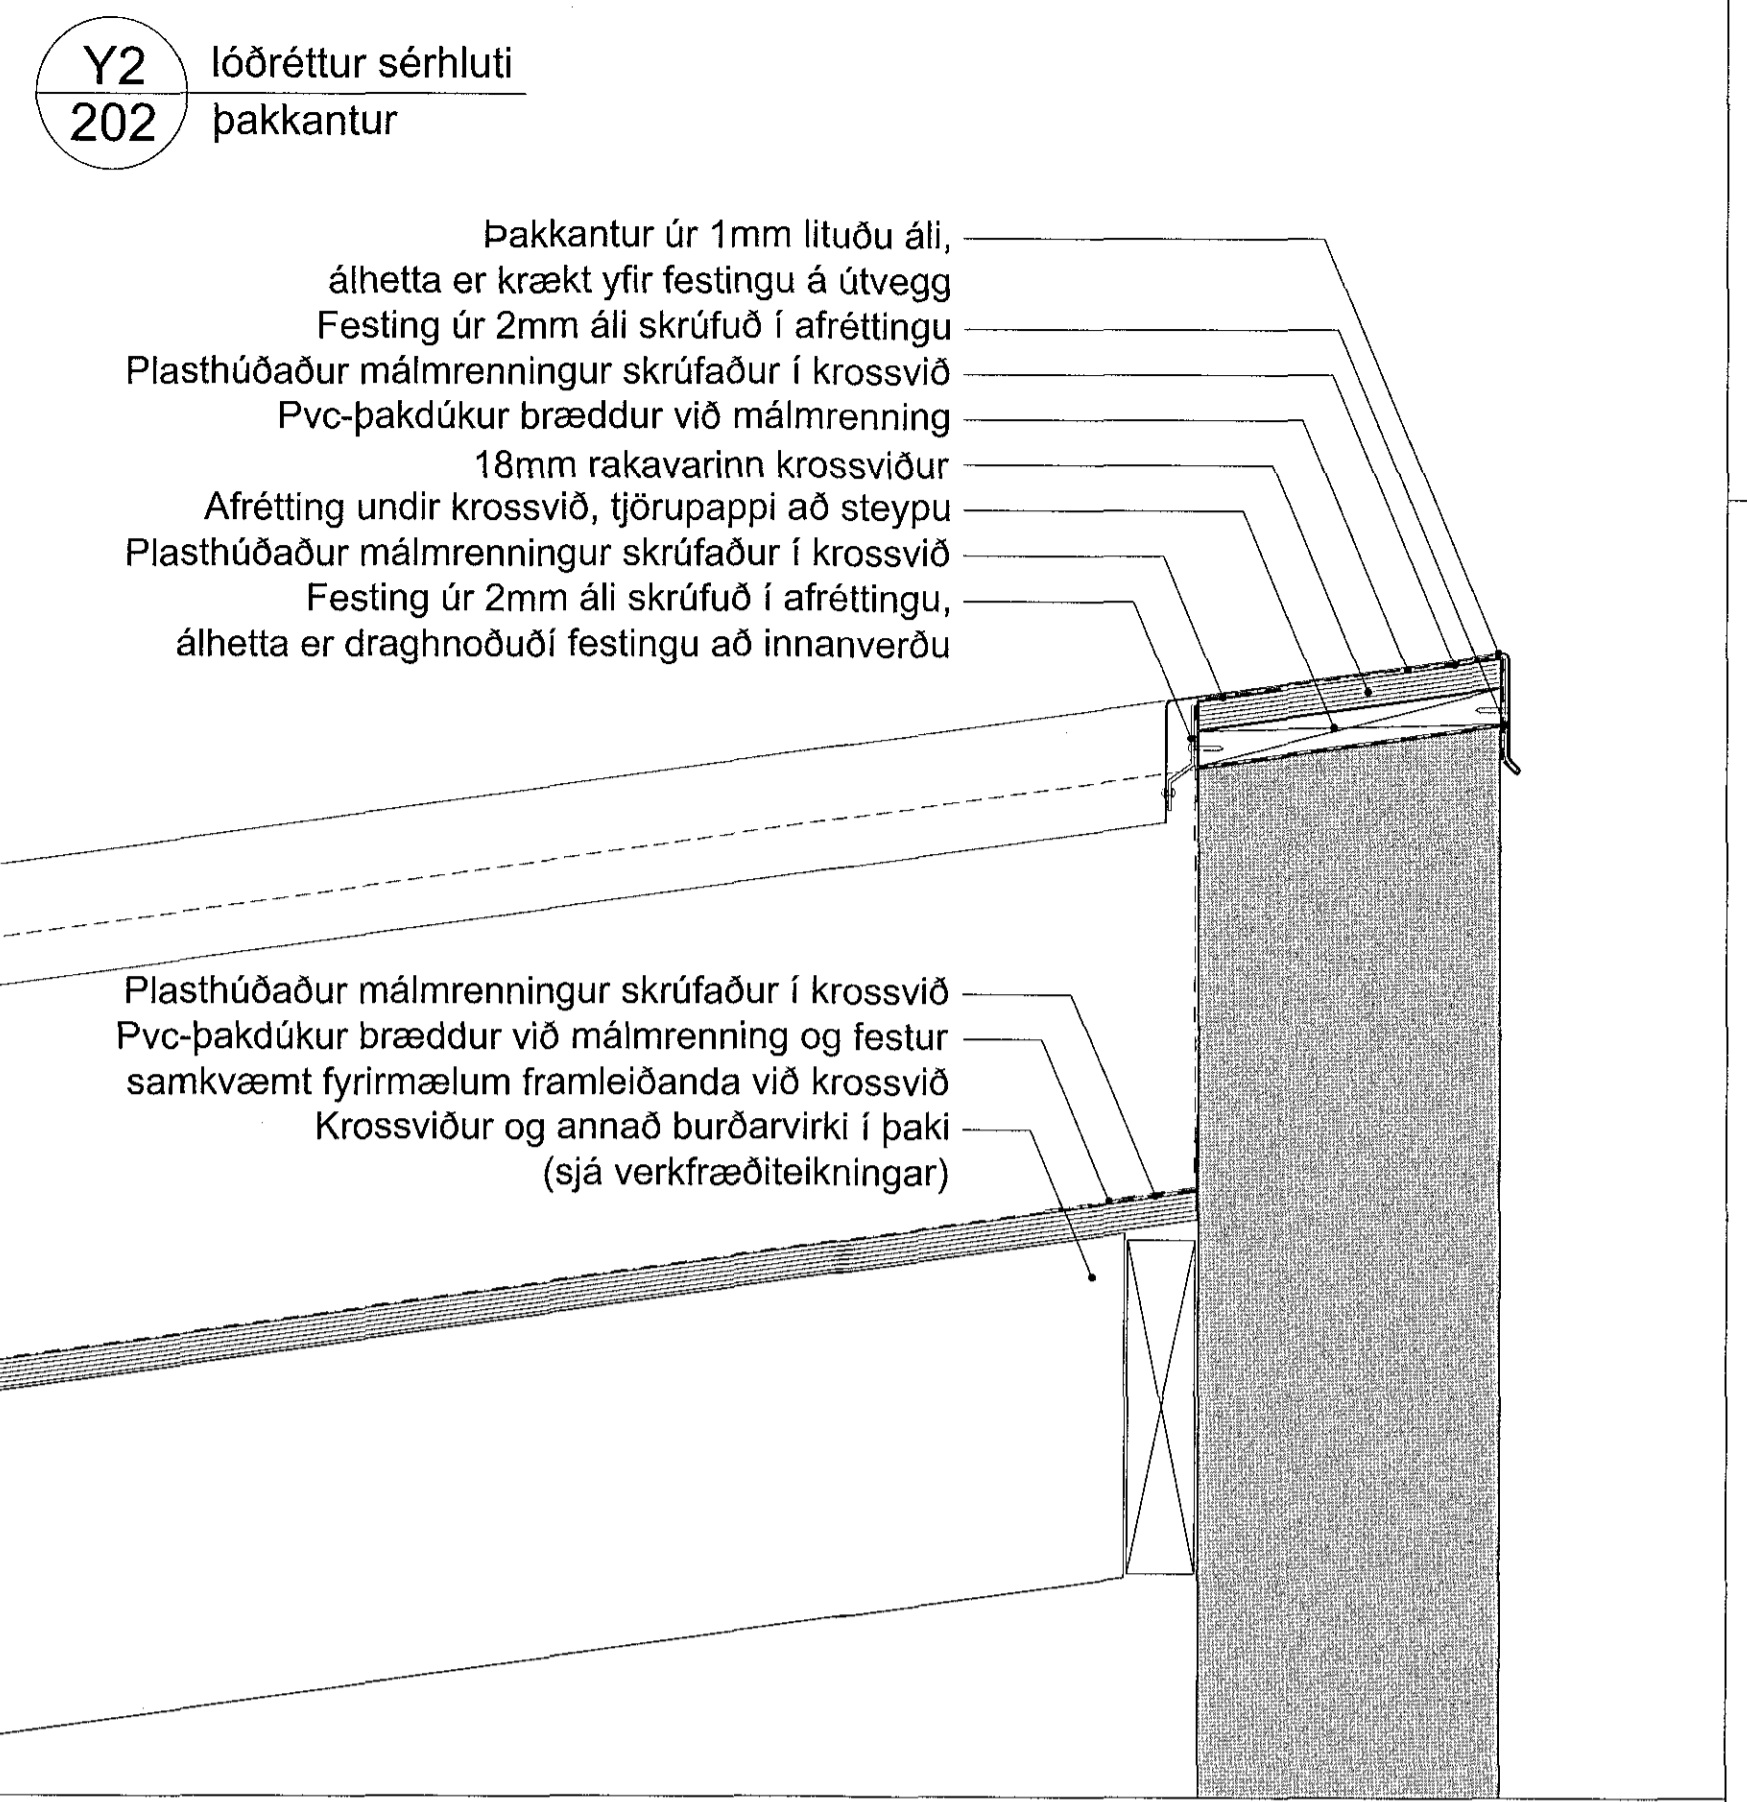 Y2
202
lóðréttur sérhluti
þakkantur
Þakkantur úr 1mm lituðu áli,
álhetta er krækt yfir festingu á útvegg
Festing úr 2mm áli skrúfuð í afréttingu
Plasthúðaður málmrenningur skrúfaður í krossvið
Pvc-þakdúkur bræddur við málmrenning
18mm rakavarinn krossviður
Afrétting undir krossvið, tjörupappi að steypu
Plasthúðaður málmrenningur skrúfaður í krossvið
Festing úr 2mm áli skrúfuð í afréttingu,
álhetta er draghnoðuðí festingu að innanverðu
Plasthúðaður málmrenningur skrúfaður í krossvið
Pvc-þakdúkur bræddur við málmrenning og festur
samkvæmt fyrirmælum framleiðanda við krossvið
Krossviður og annað burðarvirki í þaki
(sjá verkfræðiteikningar)